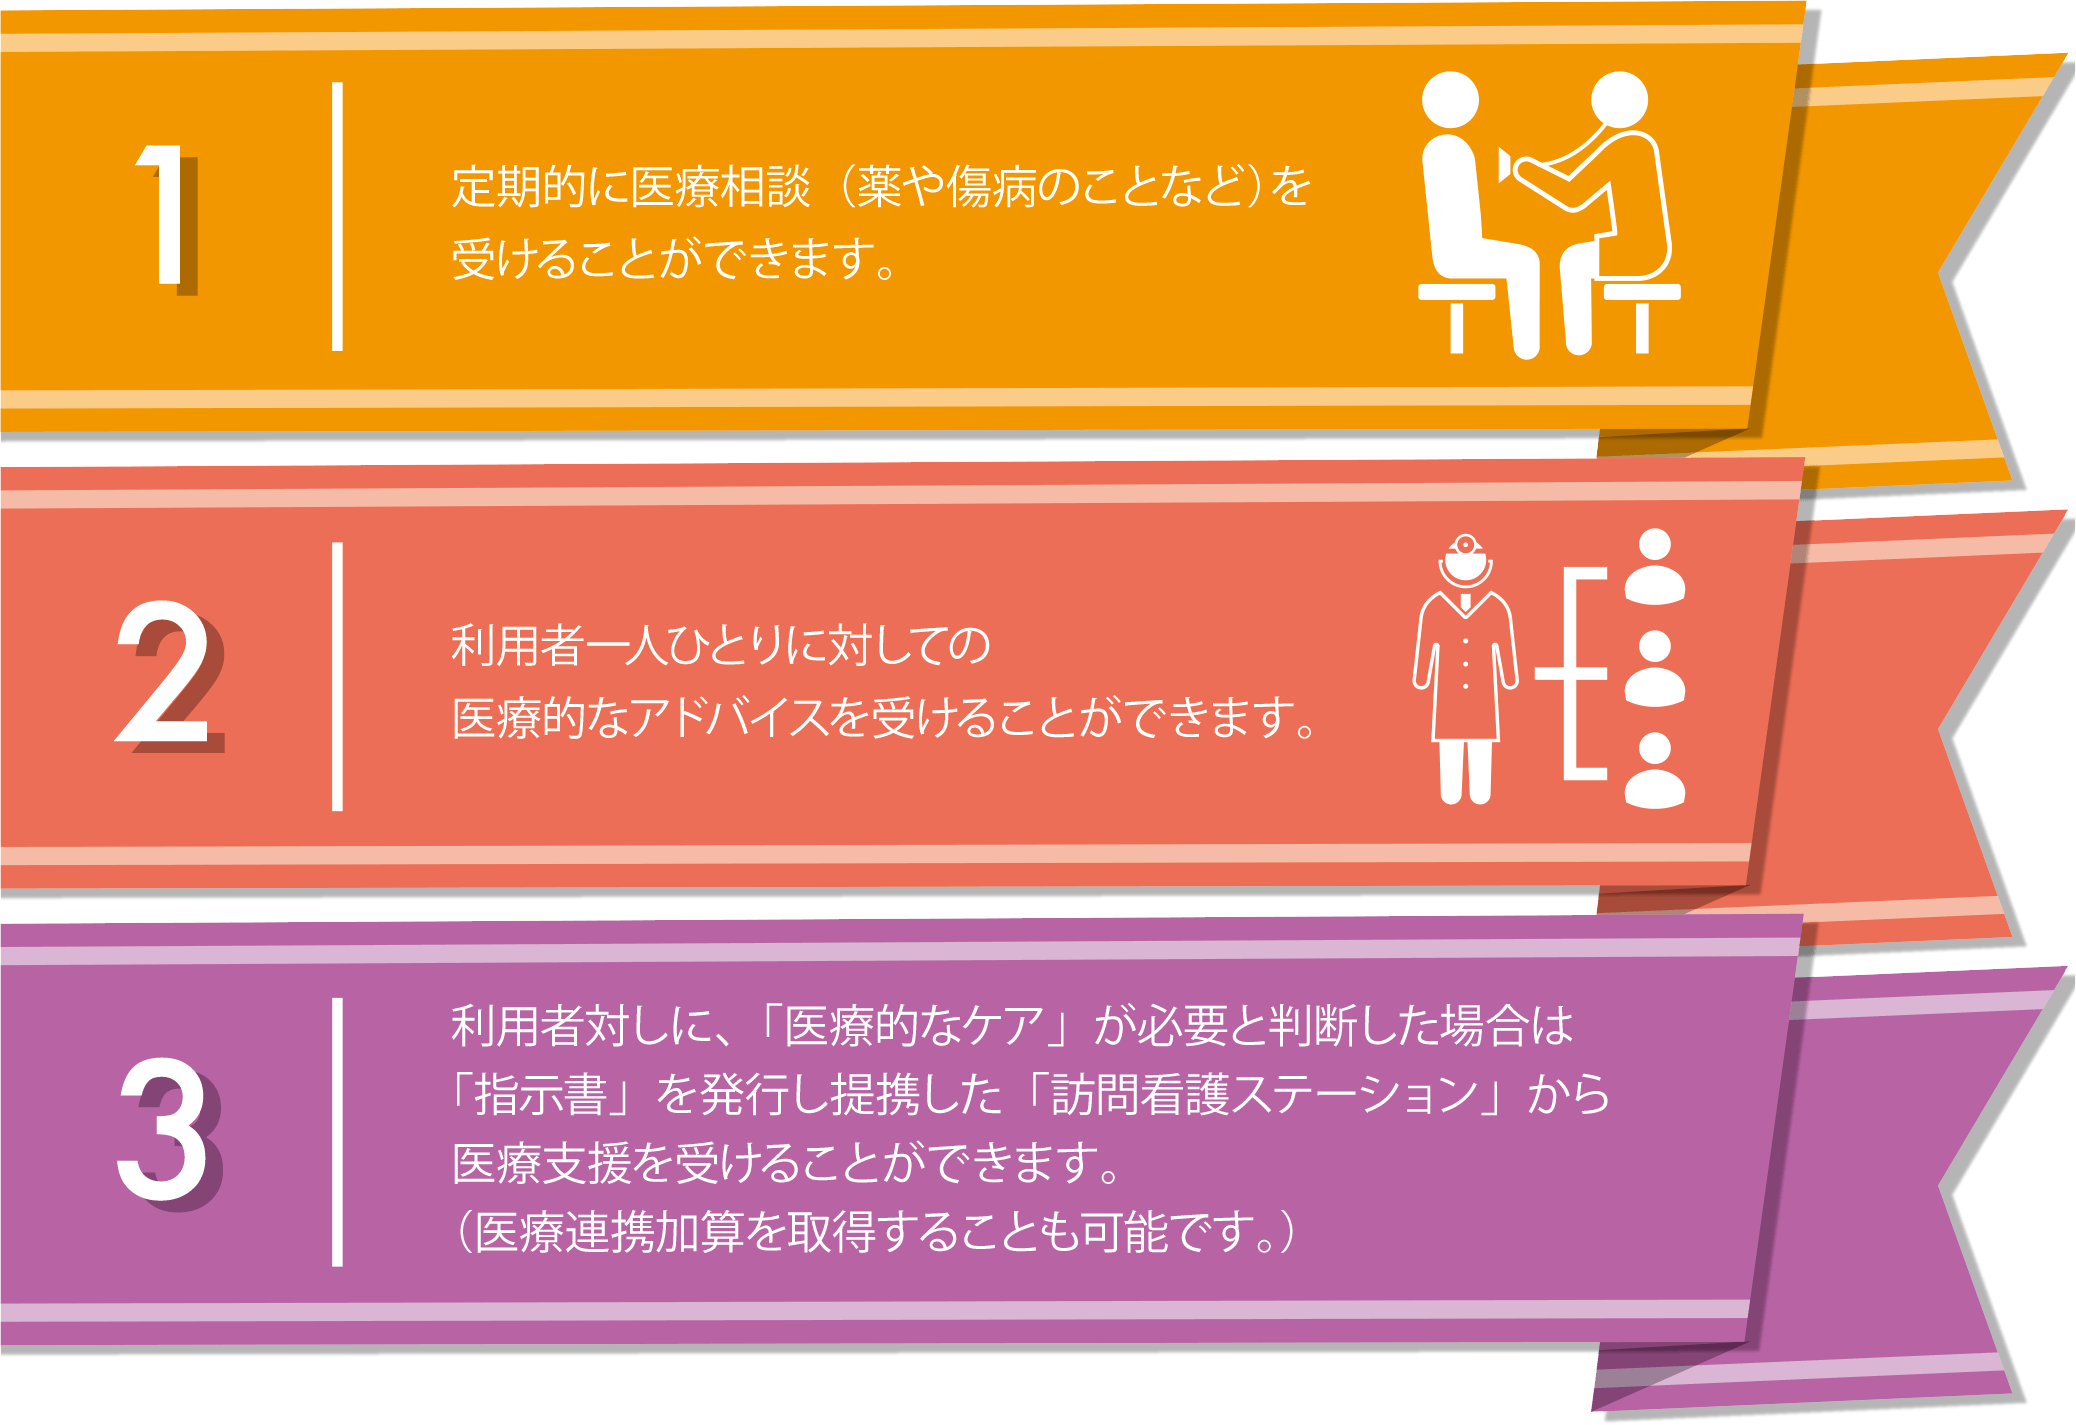 1
定期的に医療相談（薬や傷病のことなど）を
受けることができます。
2
利用者一人ひとりに対しての
医療的なアドバイスを受けることができます。
3
利用者対しに、「医療的なケア」が必要と判断した場合は
「指示書」を発行し提携した「訪問看護ステーション」から
医療支援を受けることができます。
（医療連携加算を取得することも可能です。）